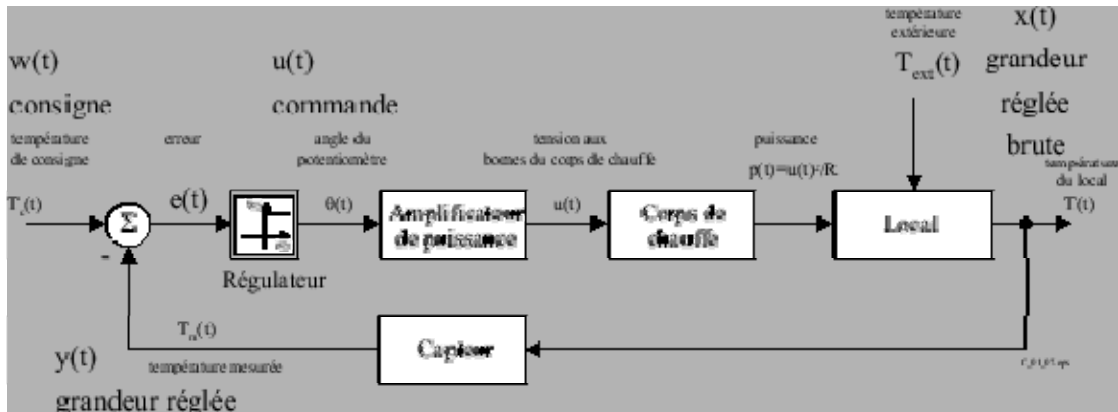 w(t)
consigne
température
de consigne
T_c(t)
Σ
-
erreur
e(t)
Régulateur
u(t)
commande
angle du
potentiomètre
θ(t)
Amplificateur
de puissance
tension aux
bornes du corps de chauffe
u(t)
Corps de
chauffe
puissance
p(t)=u(t)²/R
température
extérieure
T_ext(t)
Local
x(t)
grandeur
réglée
brute
température
du local
T(t)
Capteur
T_m(t)
température mesurée
y(t)
grandeur réglée